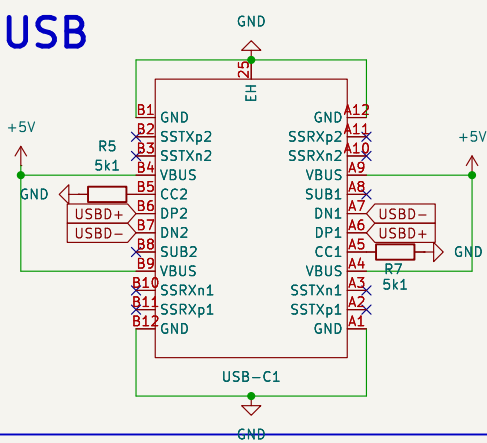 USB
GND
25
EH
B1 GND GND A12
B2 SSTXp2 SSRXp2 A11
B3 SSTXn2 SSRXn2 A10
+5V R5 5k1 B4 VBUS VBUS A9 +5V
GND B5 CC2 SUB1 A8
USBD+ B6 DP2 DN1 A7 USBD-
USBD- B7 DN2 DP1 A6 USBD+
B8 SUB2 CC1 A5 GND
B9 VBUS VBUS A4 R7 5k1
B10 SSRXn1 SSTXn1 A3
B11 SSRXp1 SSTXp1 A2
B12 GND GND A1
USB-C1
GND